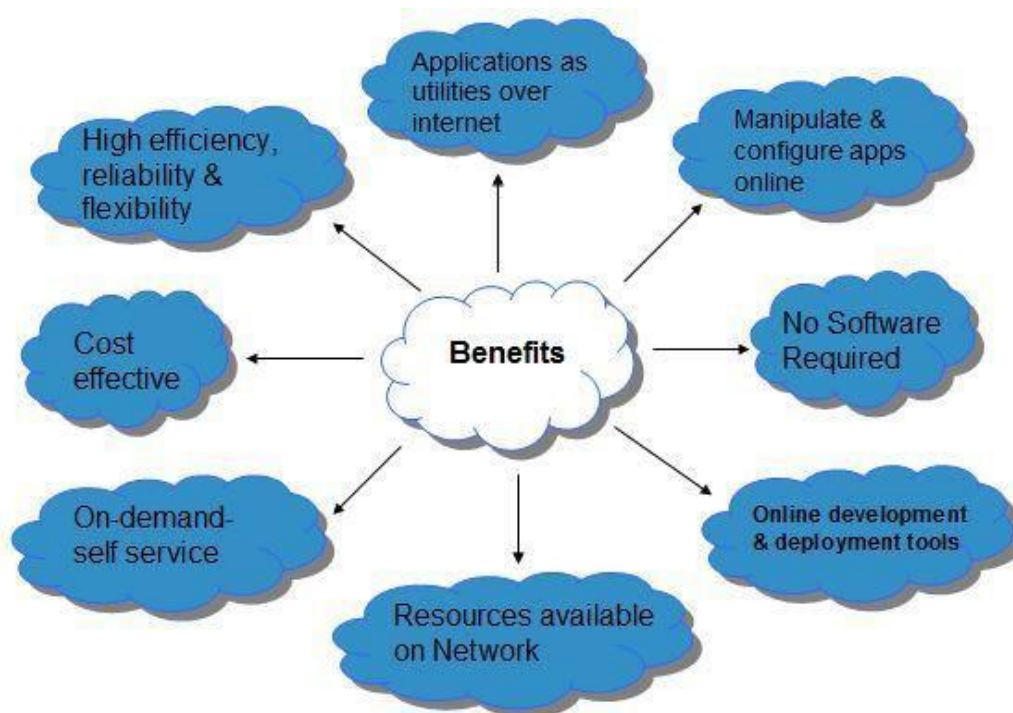 Applications as
utilities over
internet
High efficiency,
reliability &
flexibility
Manipulate &
configure apps
online
Cost
effective
Benefits
No Software
Required
On-demand-
self service
Online development
& deployment tools
Resources available
on Network